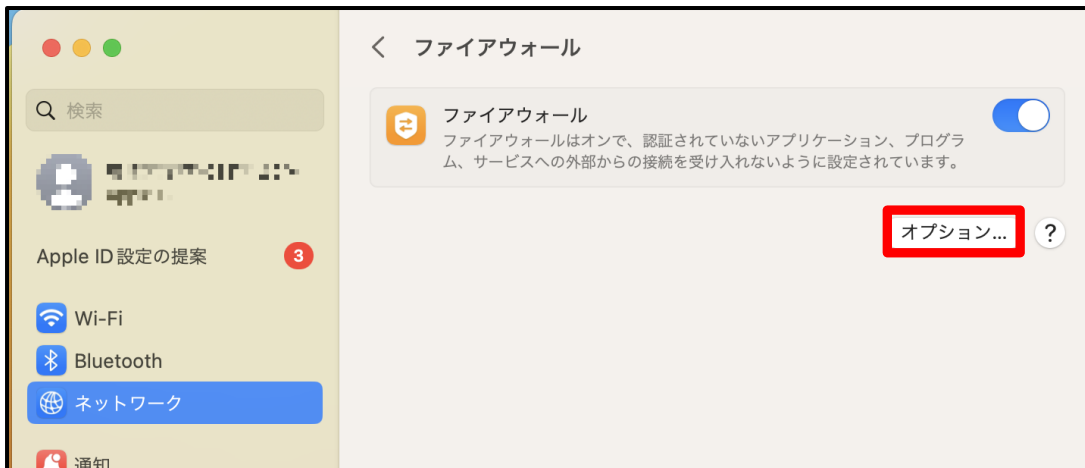 検索
Apple ID 設定の提案
3
Wi-Fi
Bluetooth
ネットワーク
通知
ファイアウォール
ファイアウォール
ファイアウォールはオンで、認証されていないアプリケーション、プログラ
ム、サービスへの外部からの接続を受け入れないように設定されています。
オプション...
?